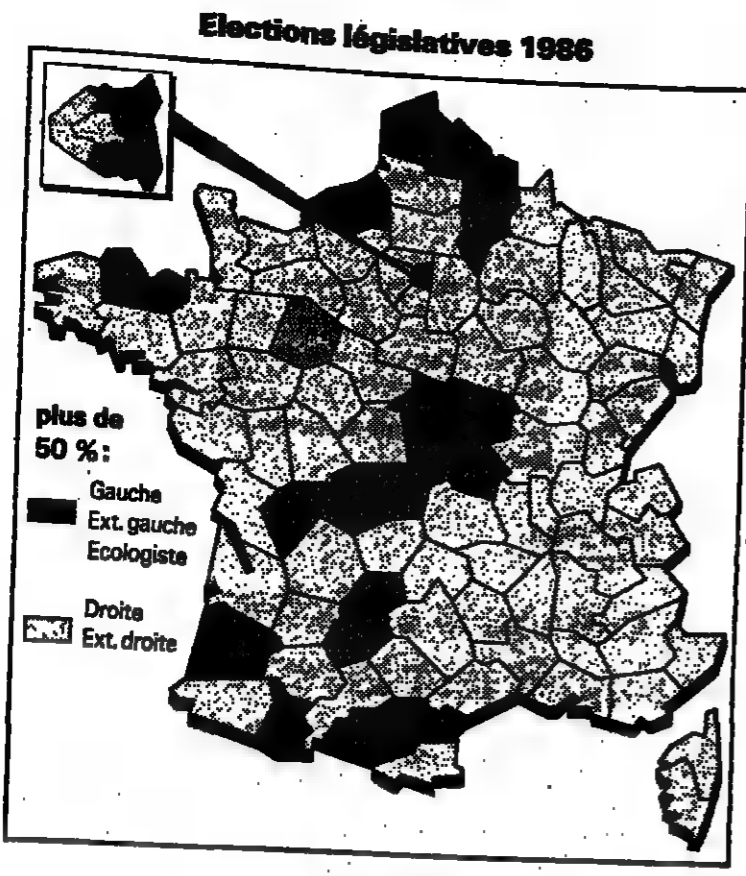 Elections législatives 1986
plus de
50 % :
Gauche
Ext. gauche
Ecologiste
Droite
Ext. droite